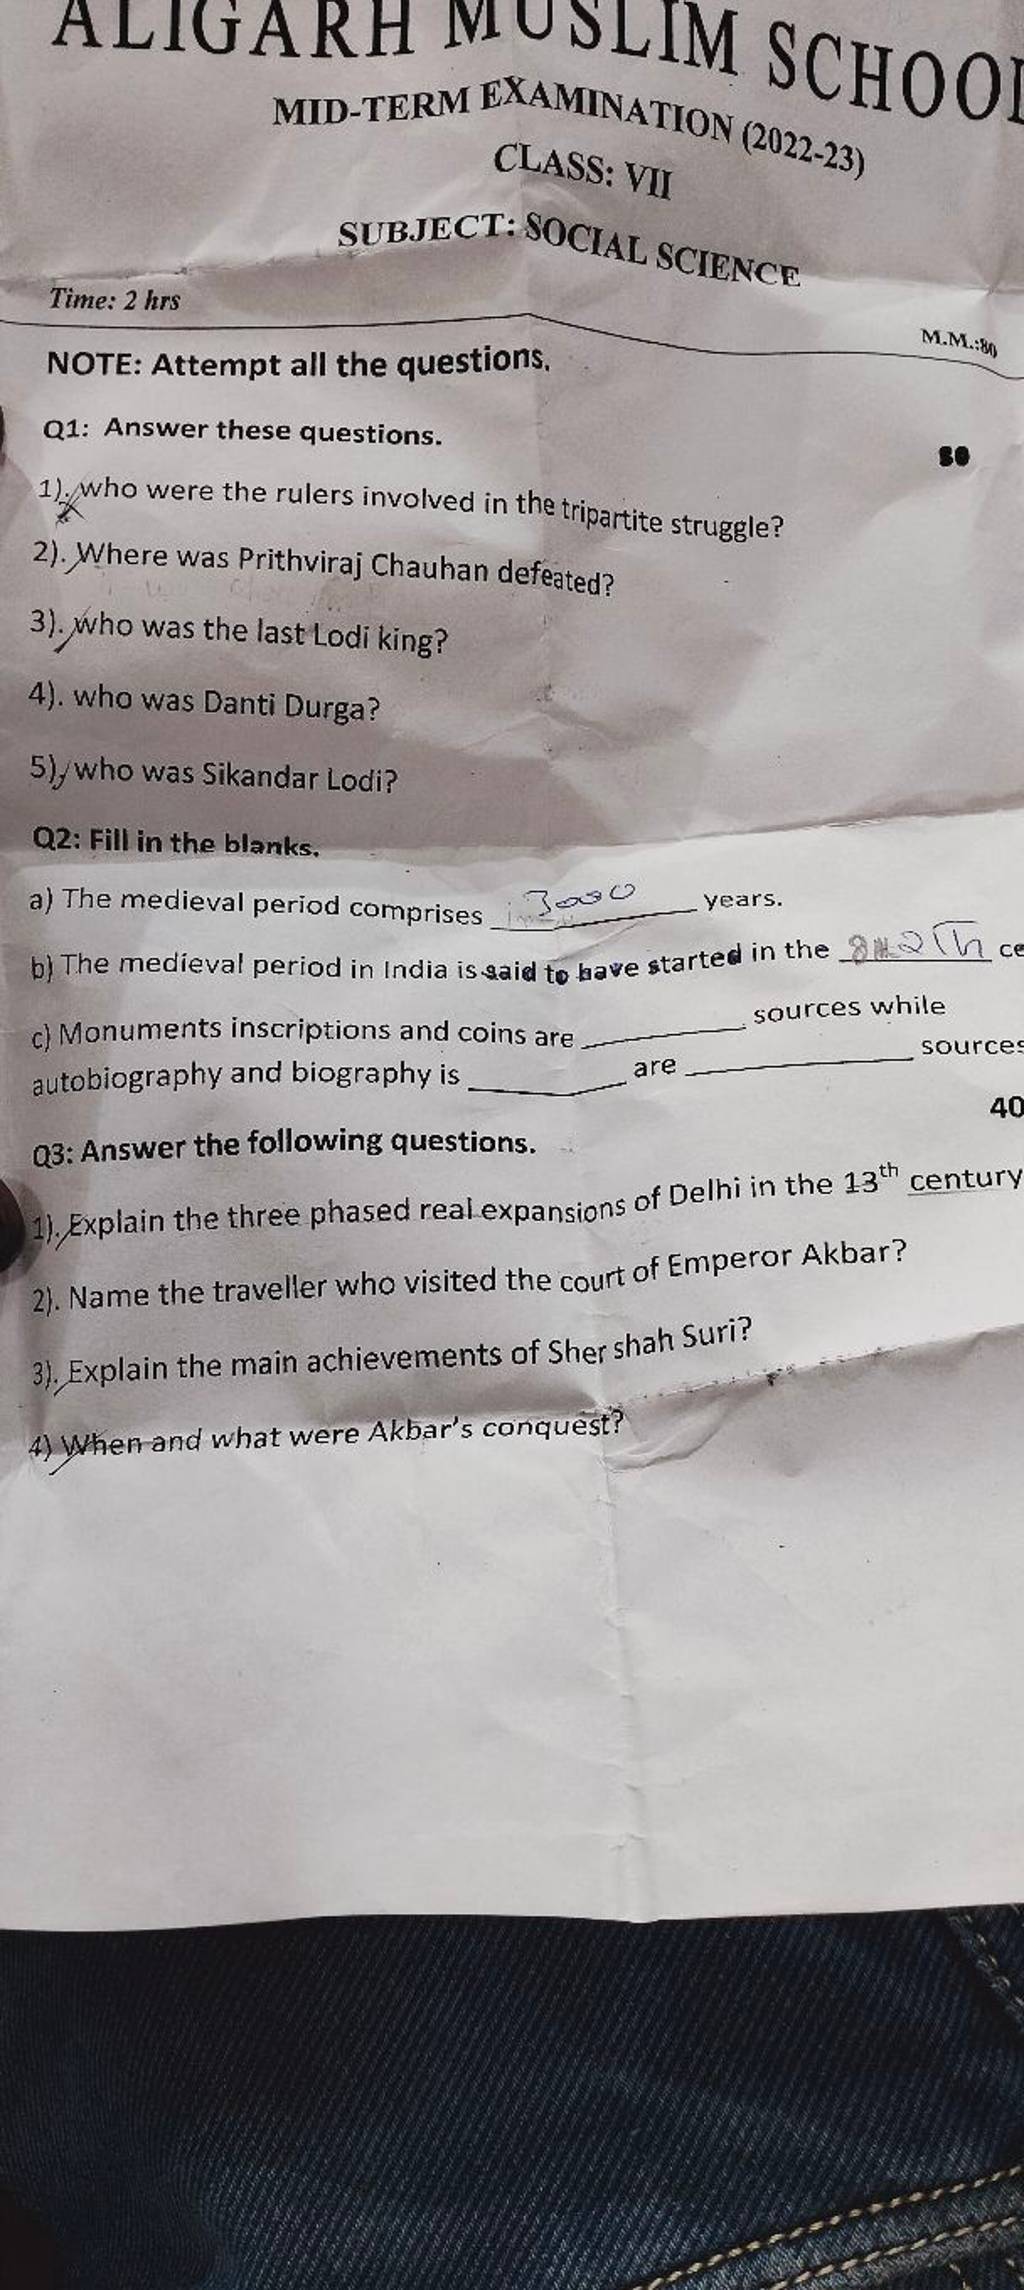 ALIGARH MUSLIM SCHOOL
MID-TERM EXAMINATION (2022-23)
CLASS: VII
SUBJECT: SOCIAL SCIENCE
Time: 2 hrs
M.M.:80
NOTE: Attempt all the questions.
Q1: Answer these questions.
1). who were the rulers involved in the tripartite struggle?
2). Where was Prithviraj Chauhan defeated?
3). who was the last Lodi king?
4). who was Danti Durga?
5). who was Sikandar Lodi?
Q2: Fill in the blanks.
a) The medieval period comprises 3000 years.
b) The medieval period in India is said to have started in the ce
c) Monuments inscriptions and coins are ________ sources while
autobiography and biography is ________ are ________ sources
40
Q3: Answer the following questions.
1). Explain the three phased real expansions of Delhi in the 13th century
2). Name the traveller who visited the court of Emperor Akbar?
3). Explain the main achievements of Sher shah Suri?
4) When and what were Akbar's conquest?